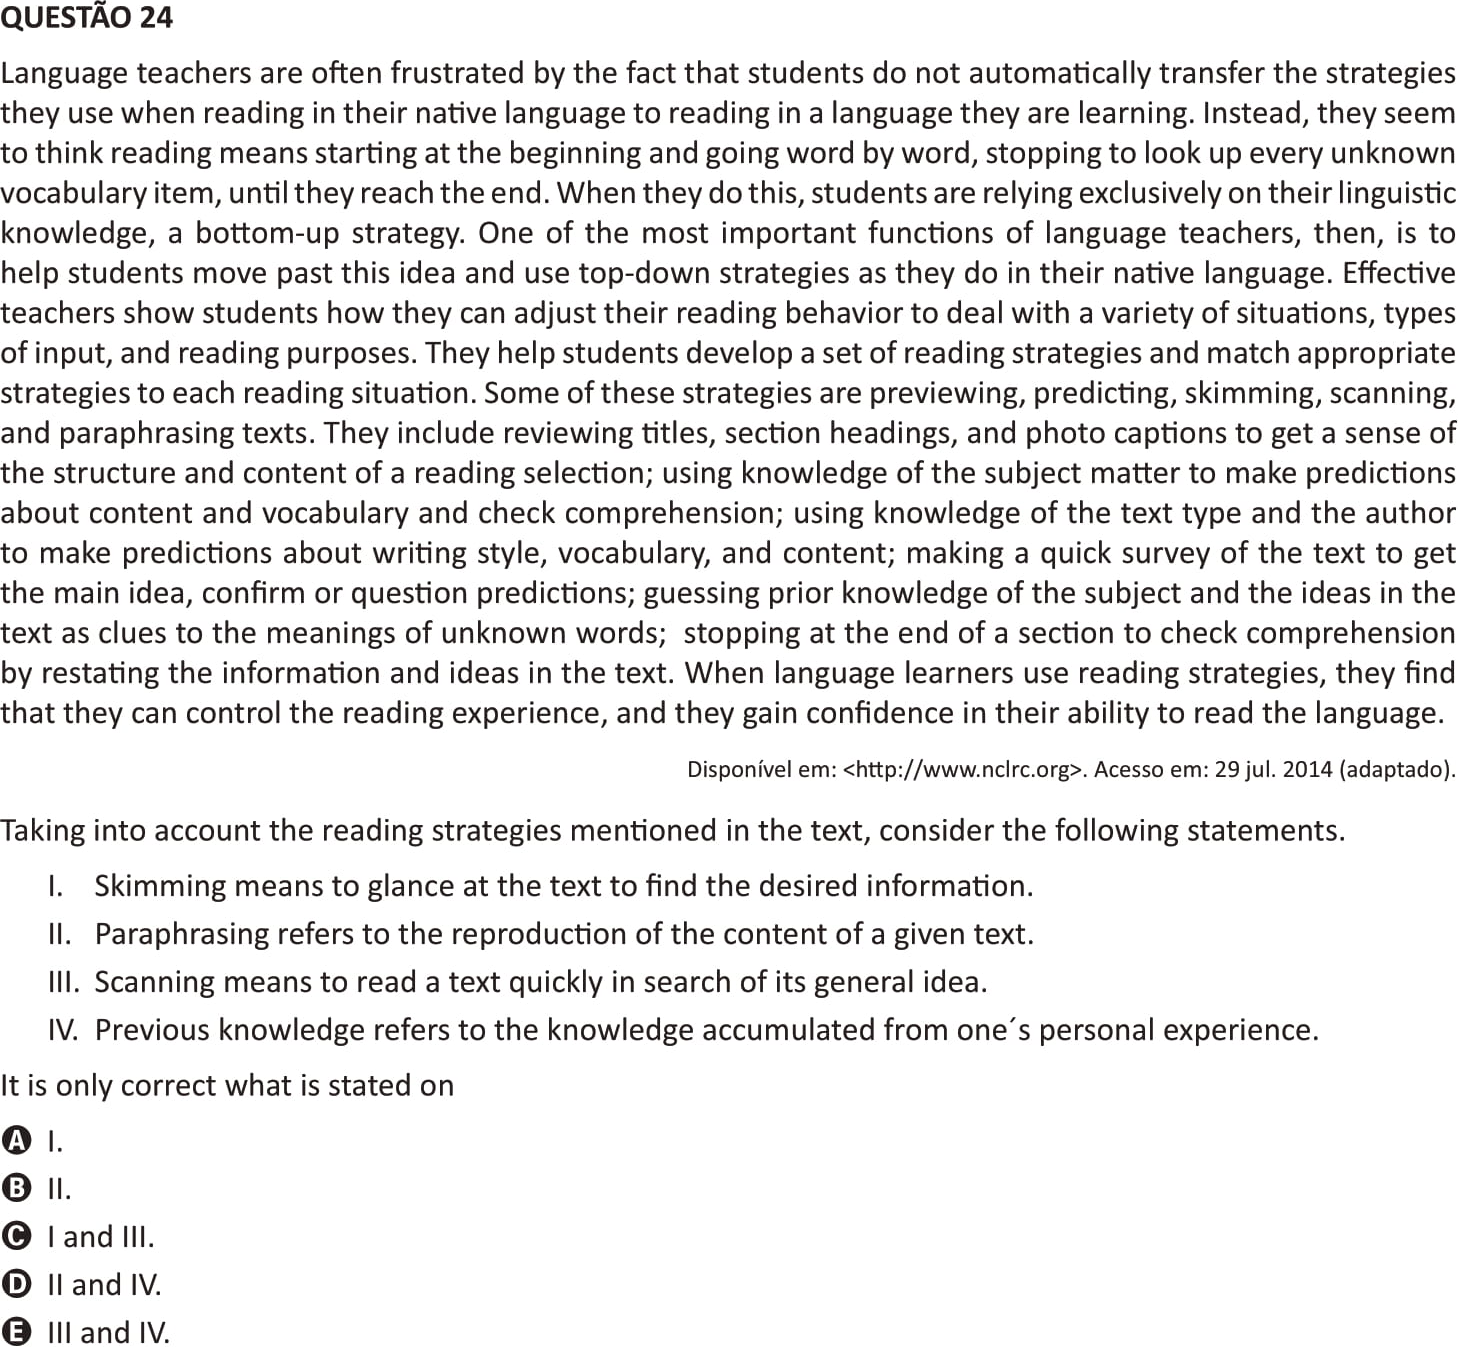 QUESTÃO 24
Language teachers are often frustrated by the fact that students do not automatically transfer the strategies
they use when reading in their native language to reading in a language they are learning. Instead, they seem
to think reading means starting at the beginning and going word by word, stopping to look up every unknown
vocabulary item, until they reach the end. When they do this, students are relying exclusively on their linguistic
knowledge, a bottom-up strategy. One of the most important functions of language teachers, then, is to
help students move past this idea and use top-down strategies as they do in their native language. Effective
teachers show students how they can adjust their reading behavior to deal with a variety of situations, types
of input, and reading purposes. They help students develop a set of reading strategies and match appropriate
strategies to each reading situation. Some of these strategies are previewing, predicting, skimming, scanning,
and paraphrasing texts. They include reviewing titles, section headings, and photo captions to get a sense of
the structure and content of a reading selection; using knowledge of the subject matter to make predictions
about content and vocabulary and check comprehension; using knowledge of the text type and the author
to make predictions about writing style, vocabulary, and content; making a quick survey of the text to get
the main idea, confirm or question predictions; guessing prior knowledge of the subject and the ideas in the
text as clues to the meanings of unknown words; stopping at the end of a section to check comprehension
by restating the information and ideas in the text. When language learners use reading strategies, they find
that they can control the reading experience, and they gain confidence in their ability to read the language.
Disponível em: <http://www.nclrc.org>. Acesso em: 29 jul. 2014 (adaptado).
Taking into account the reading strategies mentioned in the text, consider the following statements.
I. Skimming means to glance at the text to find the desired information.
II. Paraphrasing refers to the reproduction of the content of a given text.
III. Scanning means to read a text quickly in search of its general idea.
IV. Previous knowledge refers to the knowledge accumulated from one´s personal experience.
It is only correct what is stated on
A I.
B II.
C I and III.
D II and IV.
E III and IV.